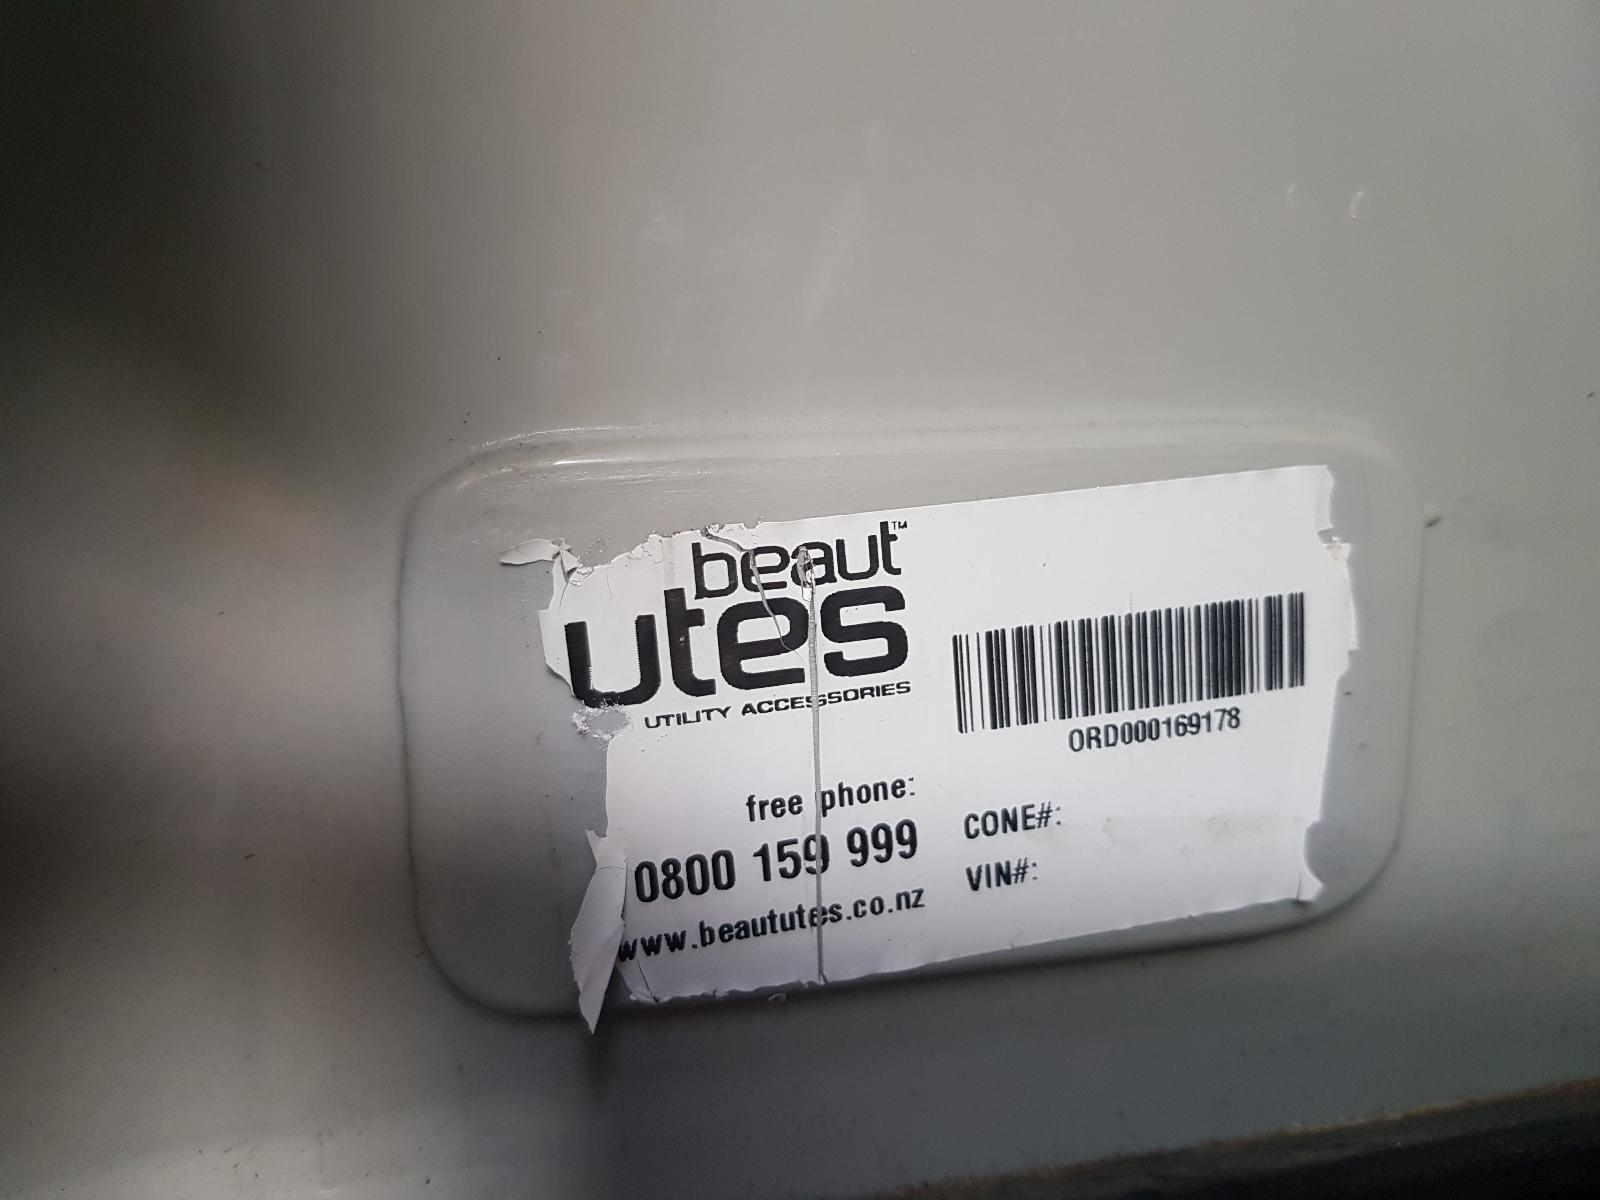 beaut™
utes
UTILITY ACCESSORIES
free phone:
0800 159 999
www.beaututes.co.nz
ORD000169178
CONE#:
VIN#: